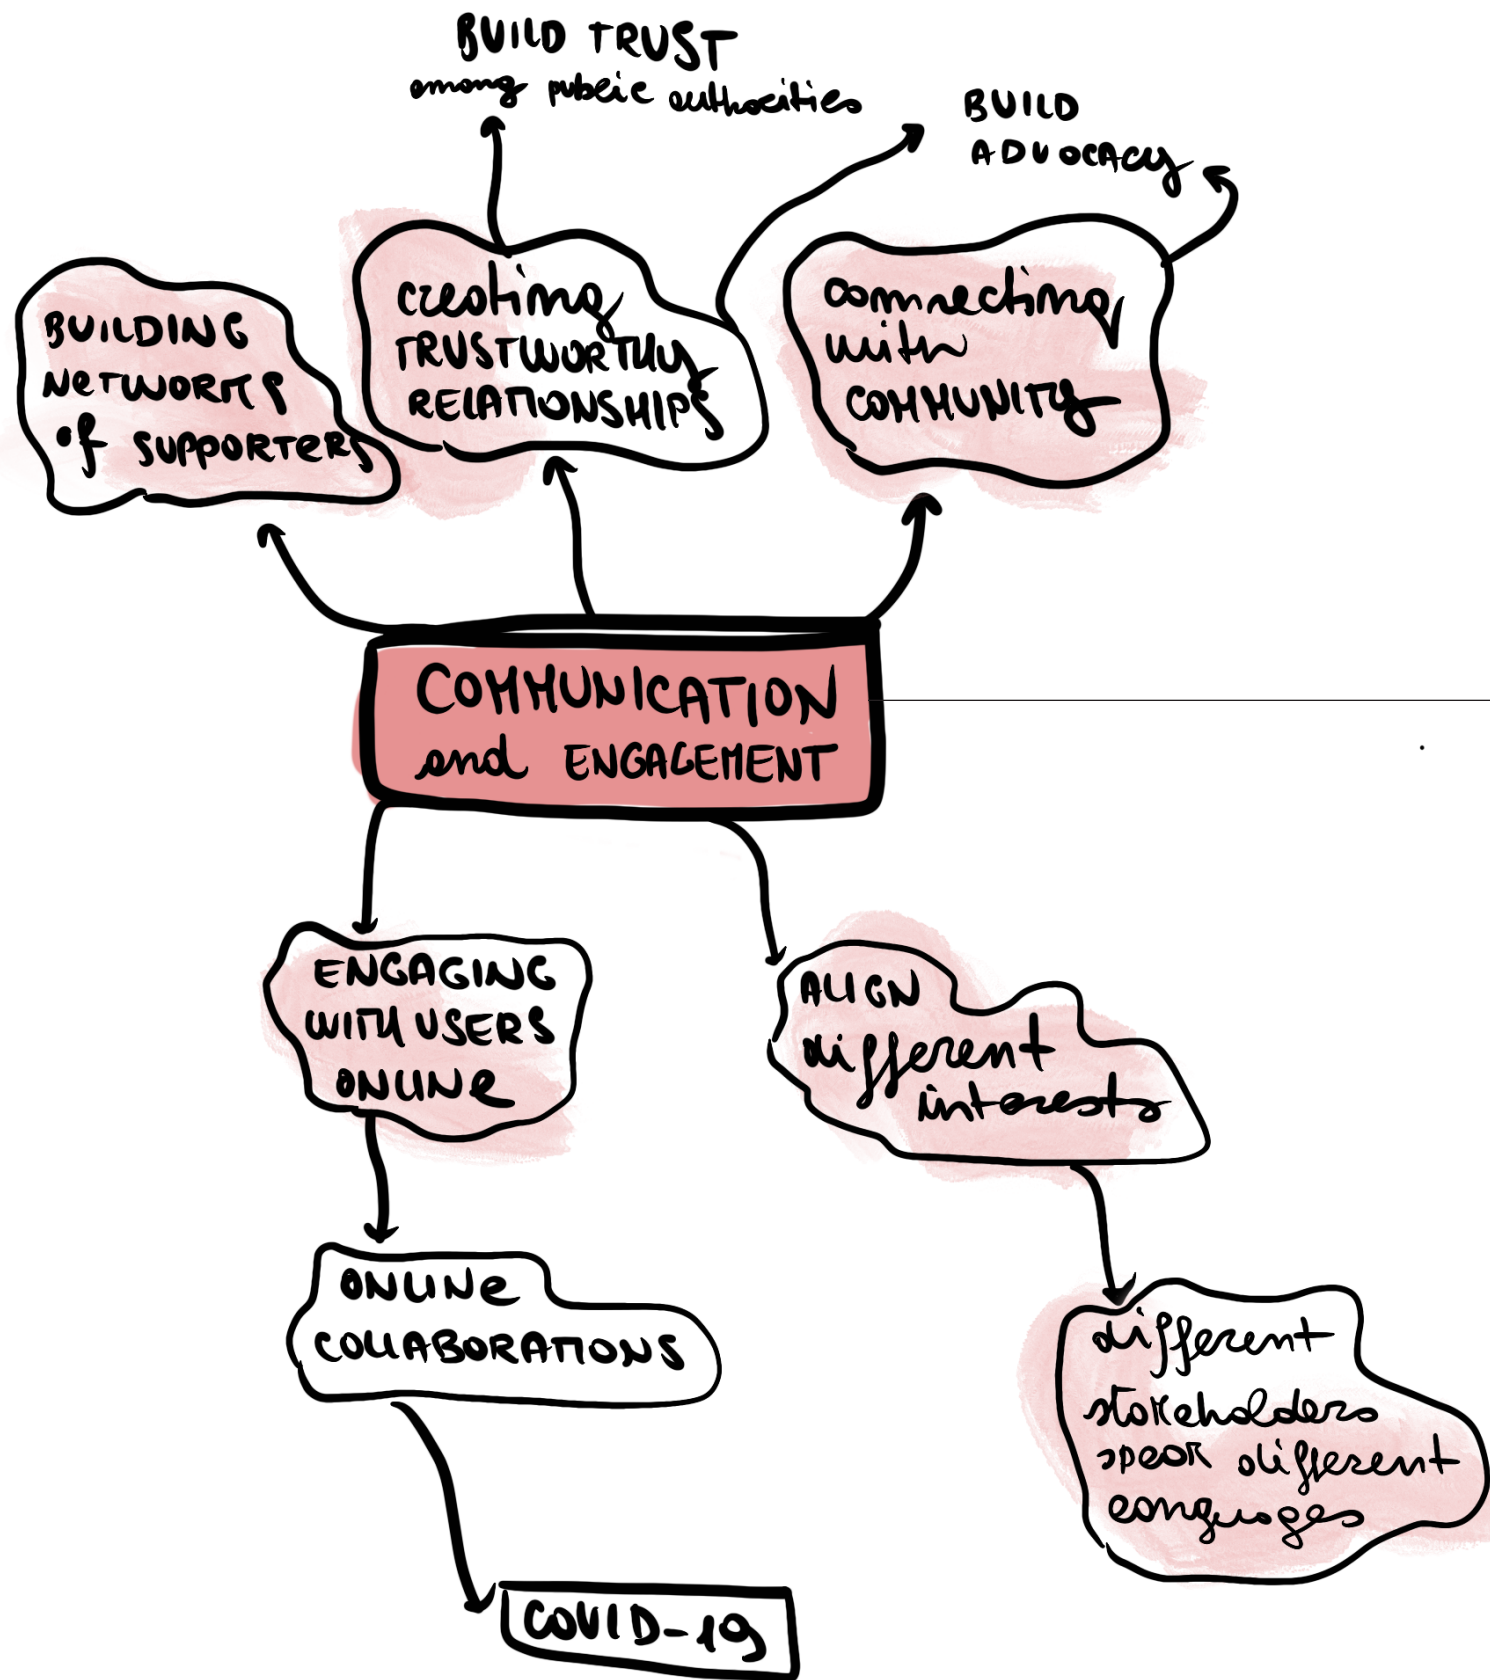 BUILD TRUST
among public authorities
BUILD
ADVOCACY
BUILDING
NETWORKS
of SUPPORTERS
creating
TRUSTWORTHY
RELATIONSHIPS
connecting
with
COMMUNITY
COMMUNICATION
and ENGAGEMENT
ENGAGING
WITH USERS
ONLINE
ALIGN
different
interests
ONLINE
COLLABORATIONS
different
stakeholders
speak different
languages
COVID-19